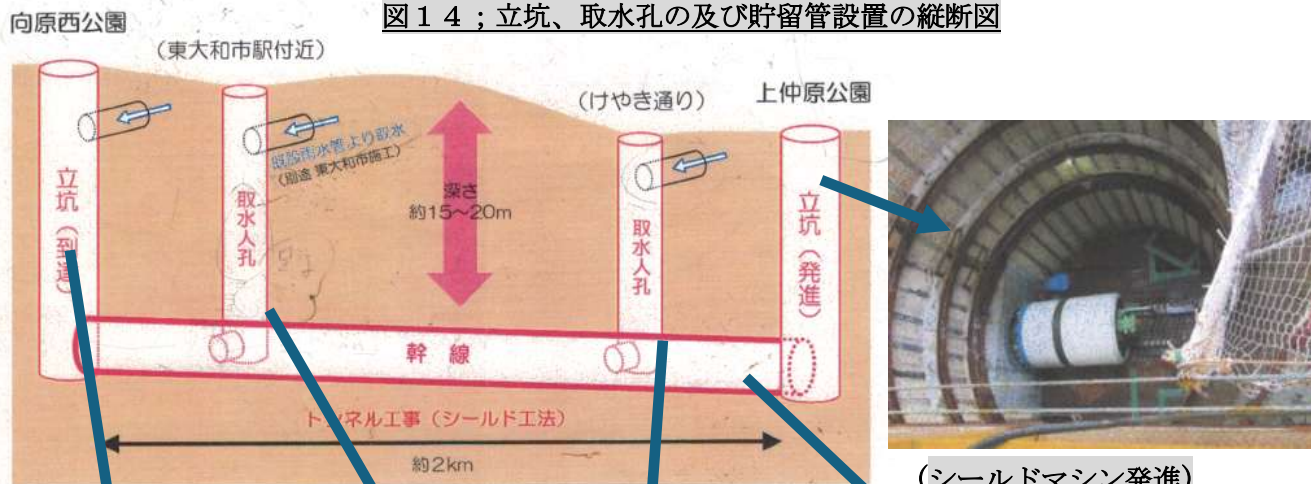 図14;立坑、取水孔の及び貯留管設置の縦断図
向原西公園
(東大和市駅付近)
(けやき通り)
上仲原公園
既設雨水管より取水
(別途 東大和市施工)
深さ
約15~20m
立坑(到達)
取水人孔
取水人孔
立坑(発進)
幹線
トンネル工事(シールド工法)
約2km
(シールドマシン発進)